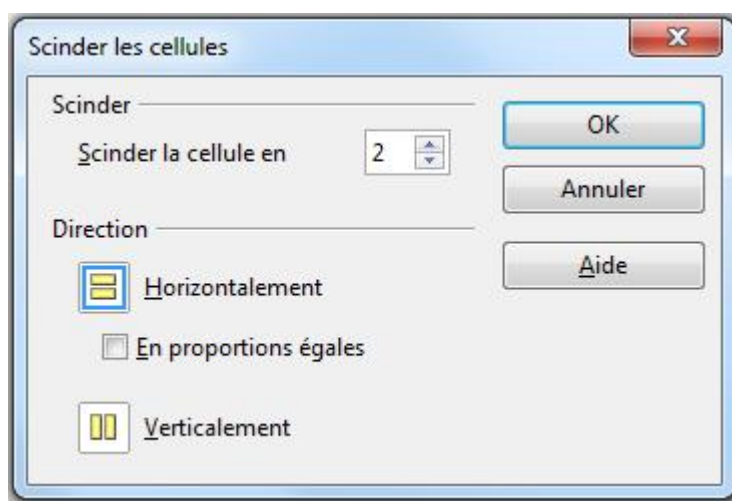 Scinder les cellules
Scinder
Scinder la cellule en 2
Direction
Horizontalement
En proportions égales
Verticalement
OK
Annuler
Aide